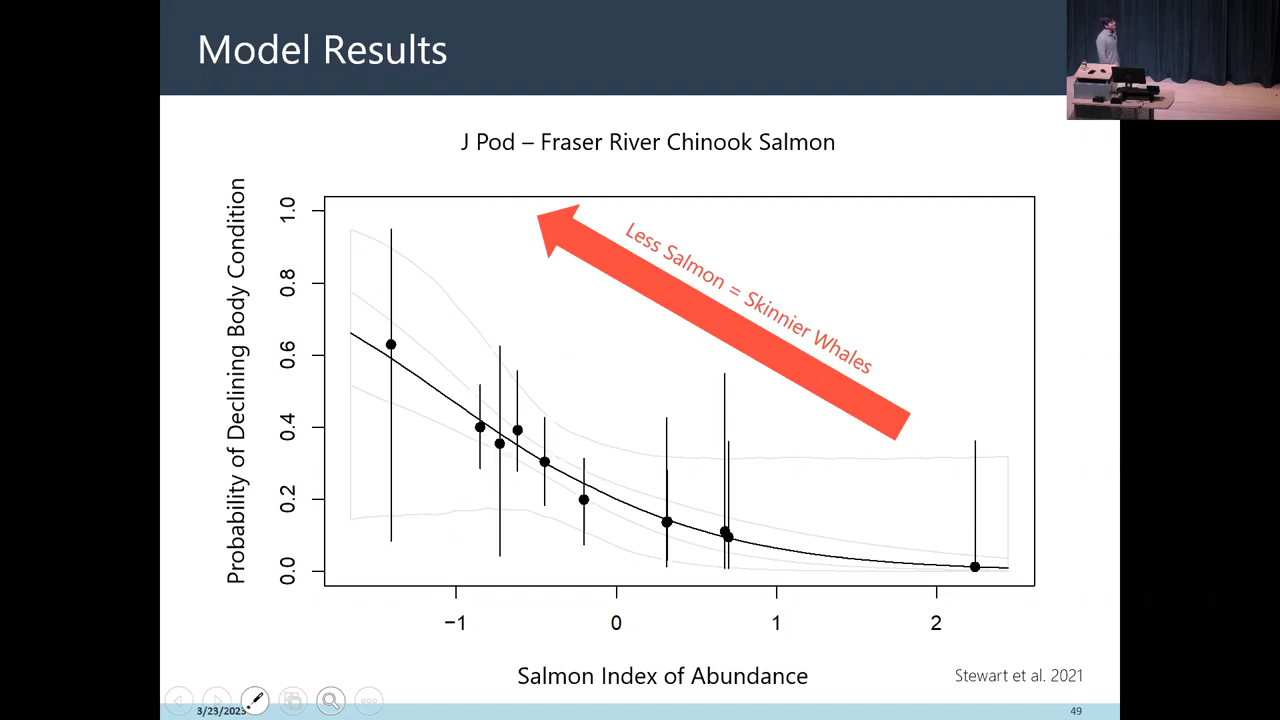 Model Results
J Pod – Fraser River Chinook Salmon
Probability of Declining Body Condition
1.0
0.8
0.6
0.4
0.2
0.0
Less Salmon = Skinnier Whales
−1
0
1
2
Salmon Index of Abundance
Stewart et al. 2021
3/23/2023
49